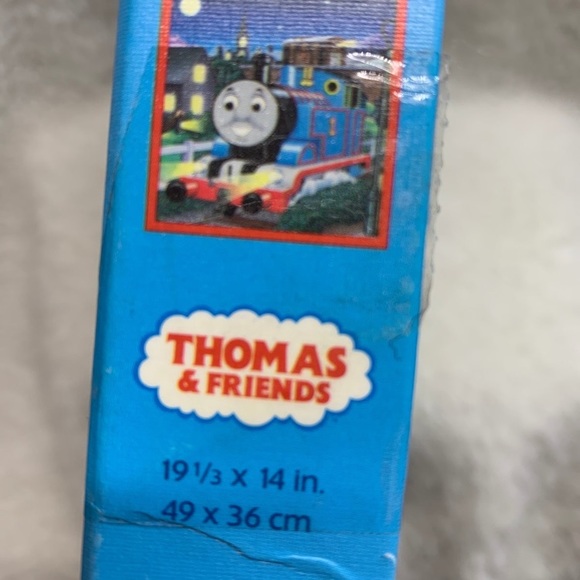 THOMAS
& FRIENDS
19 1/3 x 14 in.
49 x 36 cm